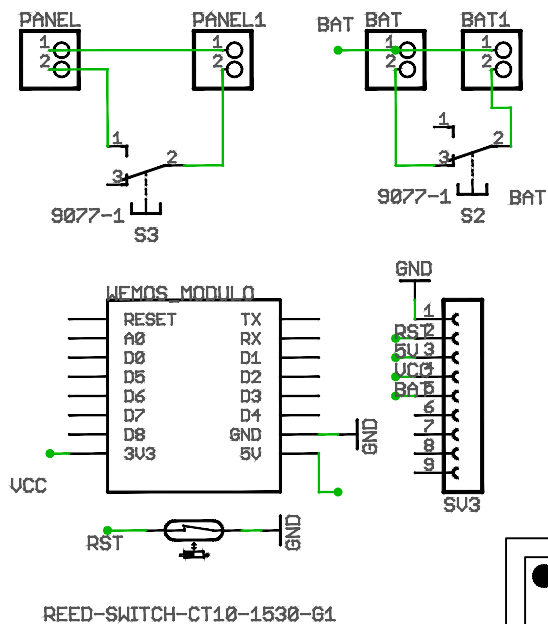 PANEL
PANEL1
BAT
BAT
BAT1
1
2
1
2
1
2
1
2
1
2
3
9077-1
S3
1
2
3
9077-1
S2
BAT
WEMOS_MODULO
RESET TX
A0 RX
D0 D1
D5 D2
D6 D3
D7 D4
D8 GND
3V3 5V
GND
VCC
GND
1
RST 2
5V 3
VCC 4
BAT 5
6
7
8
9
SV3
RST
GND
REED-SWITCH-CT10-1530-G1